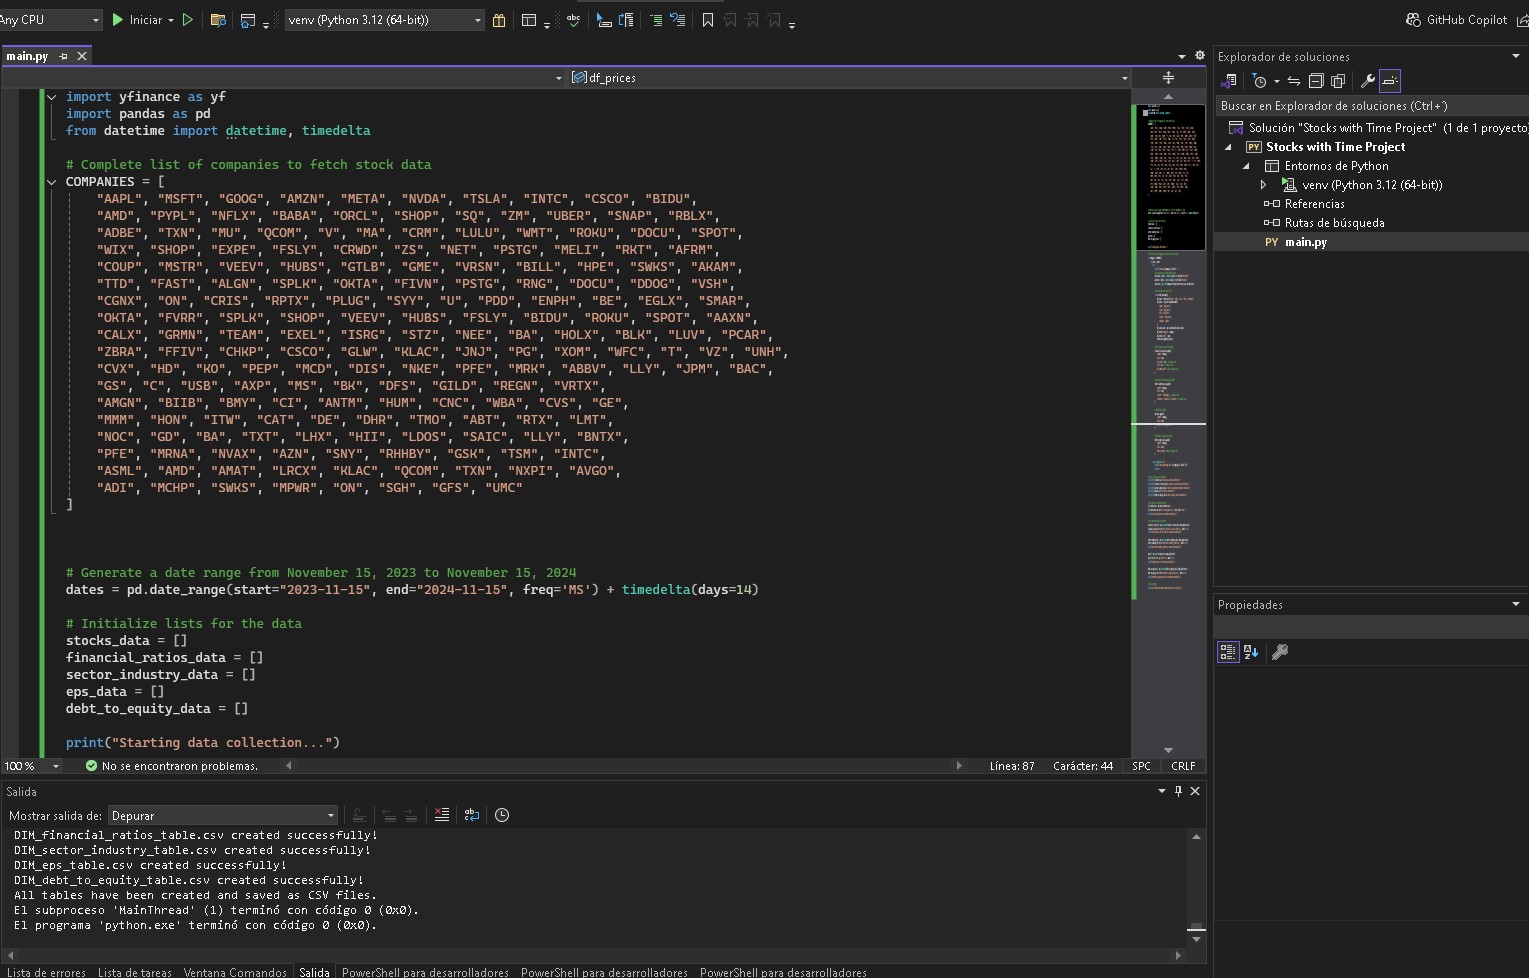 Any CPU
Iniciar
venv (Python 3.12 (64-bit))
GitHub Copilot
main.py
df_prices
import yfinance as yf
import pandas as pd
from datetime import datetime, timedelta
# Complete list of companies to fetch stock data
COMPANIES = [
"AAPL", "MSFT", "GOOG", "AMZN", "META", "NVDA", "TSLA", "INTC", "CSCO", "BIDU",
"AMD", "PYPL", "NFLX", "BABA", "ORCL", "SHOP", "SQ", "ZM", "UBER", "SNAP", "RBLX",
"ADBE", "TXN", "MU", "QCOM", "V", "MA", "CRM", "LULU", "WMT", "ROKU", "DOCU", "SPOT",
"WIX", "SHOP", "EXPE", "FSLY", "CRWD", "ZS", "NET", "PSTG", "MELI", "RKT", "AFRM",
"COUP", "MSTR", "VEEV", "HUBS", "GTLB", "GME", "VRSN", "BILL", "HPE", "SWKS", "AKAM",
"TTD", "FAST", "ALGN", "SPLK", "OKTA", "FIVN", "PSTG", "RNG", "DOCU", "DDOG", "VSH",
"CGNX", "ON", "CRIS", "RPTX", "PLUG", "SYY", "U", "PDD", "ENPH", "BE", "EGLX", "SMAR",
"OKTA", "FVRR", "SPLK", "SHOP", "VEEV", "HUBS", "FSLY", "BIDU", "ROKU", "SPOT", "AAXN",
"CALX", "GRMN", "TEAM", "EXEL", "ISRG", "STZ", "NEE", "BA", "HOLX", "BLK", "LUV", "PCAR",
"ZBRA", "FFIV", "CHKP", "CSCO", "GLW", "KLAC", "JNJ", "PG", "XOM", "WFC", "T", "VZ", "UNH",
"CVX", "HD", "KO", "PEP", "MCD", "DIS", "NKE", "PFE", "MRK", "ABBV", "LLY", "JPM", "BAC",
"GS", "C", "USB", "AXP", "MS", "BK", "DFS", "GILD", "REGN", "VRTX",
"AMGN", "BIIB", "BMY", "CI", "ANTM", "HUM", "CNC", "WBA", "CVS", "GE",
"MMM", "HON", "ITW", "CAT", "DE", "DHR", "TMO", "ABT", "RTX", "LMT",
"NOC", "GD", "BA", "TXT", "LHX", "HII", "LDOS", "SAIC", "LLY", "BNTX",
"PFE", "MRNA", "NVAX", "AZN", "SNY", "RHHBY", "GSK", "TSM", "INTC",
"ASML", "AMD", "AMAT", "LRCX", "KLAC", "QCOM", "TXN", "NXPI", "AVGO",
"ADI", "MCHP", "SWKS", "MPWR", "ON", "SGH", "GFS", "UMC"
]
# Generate a date range from November 15, 2023 to November 15, 2024
dates = pd.date_range(start="2023-11-15", end="2024-11-15", freq='MS') + timedelta(days=14)
# Initialize lists for the data
stocks_data = []
financial_ratios_data = []
sector_industry_data = []
eps_data = []
debt_to_equity_data = []
print("Starting data collection...")
100 %
No se encontraron problemas.
Línea: 87
Carácter: 44
SPC
CRLF
Salida
Mostrar salida de:
Depurar
DIM_financial_ratios_table.csv created successfully!
DIM_sector_industry_table.csv created successfully!
DIM_eps_table.csv created successfully!
DIM_debt_to_equity_table.csv created successfully!
All tables have been created and saved as CSV files.
El subproceso 'MainThread' (1) terminó con código 0 (0x0).
El programa 'python.exe' terminó con código 0 (0x0).
Lista de errores
Lista de tareas
Ventana Comandos
Salida
PowerShell para desarrolladores
PowerShell para desarrolladores
PowerShell para desarrolladores
Explorador de soluciones
Buscar en Explorador de soluciones (Ctrl+´)
Solución "Stocks with Time Project" (1 de 1 proyecto
PY Stocks with Time Project
Entornos de Python
venv (Python 3.12 (64-bit))
Referencias
Rutas de búsqueda
PY main.py
Propiedades